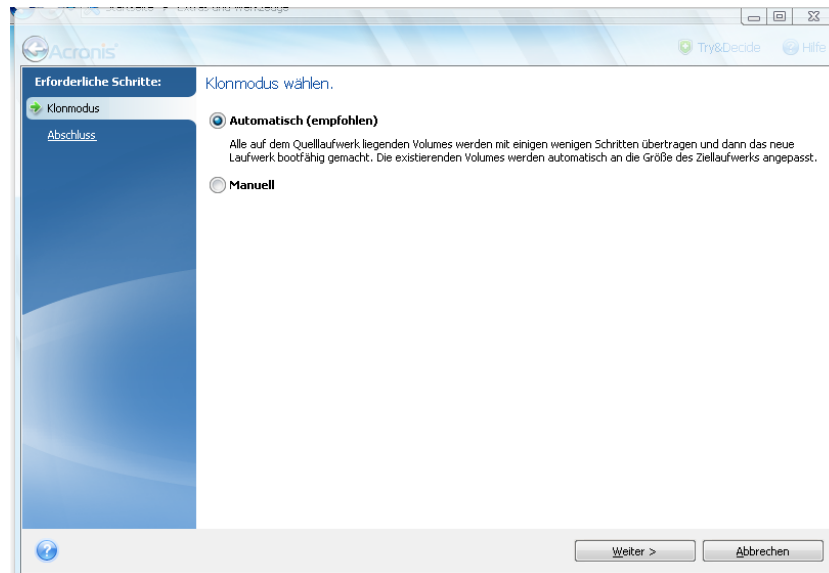 Acronis
Try&Decide
Hilfe
Erforderliche Schritte:
Klonmodus
Abschluss
Klonmodus wählen.
Automatisch (empfohlen)
Alle auf dem Quelllaufwerk liegenden Volumes werden mit einigen wenigen Schritten übertragen und dann das neue
Laufwerk bootfähig gemacht. Die existierenden Volumes werden automatisch an die Größe des Ziellaufwerks angepasst.
Manuell
Weiter >
Abbrechen